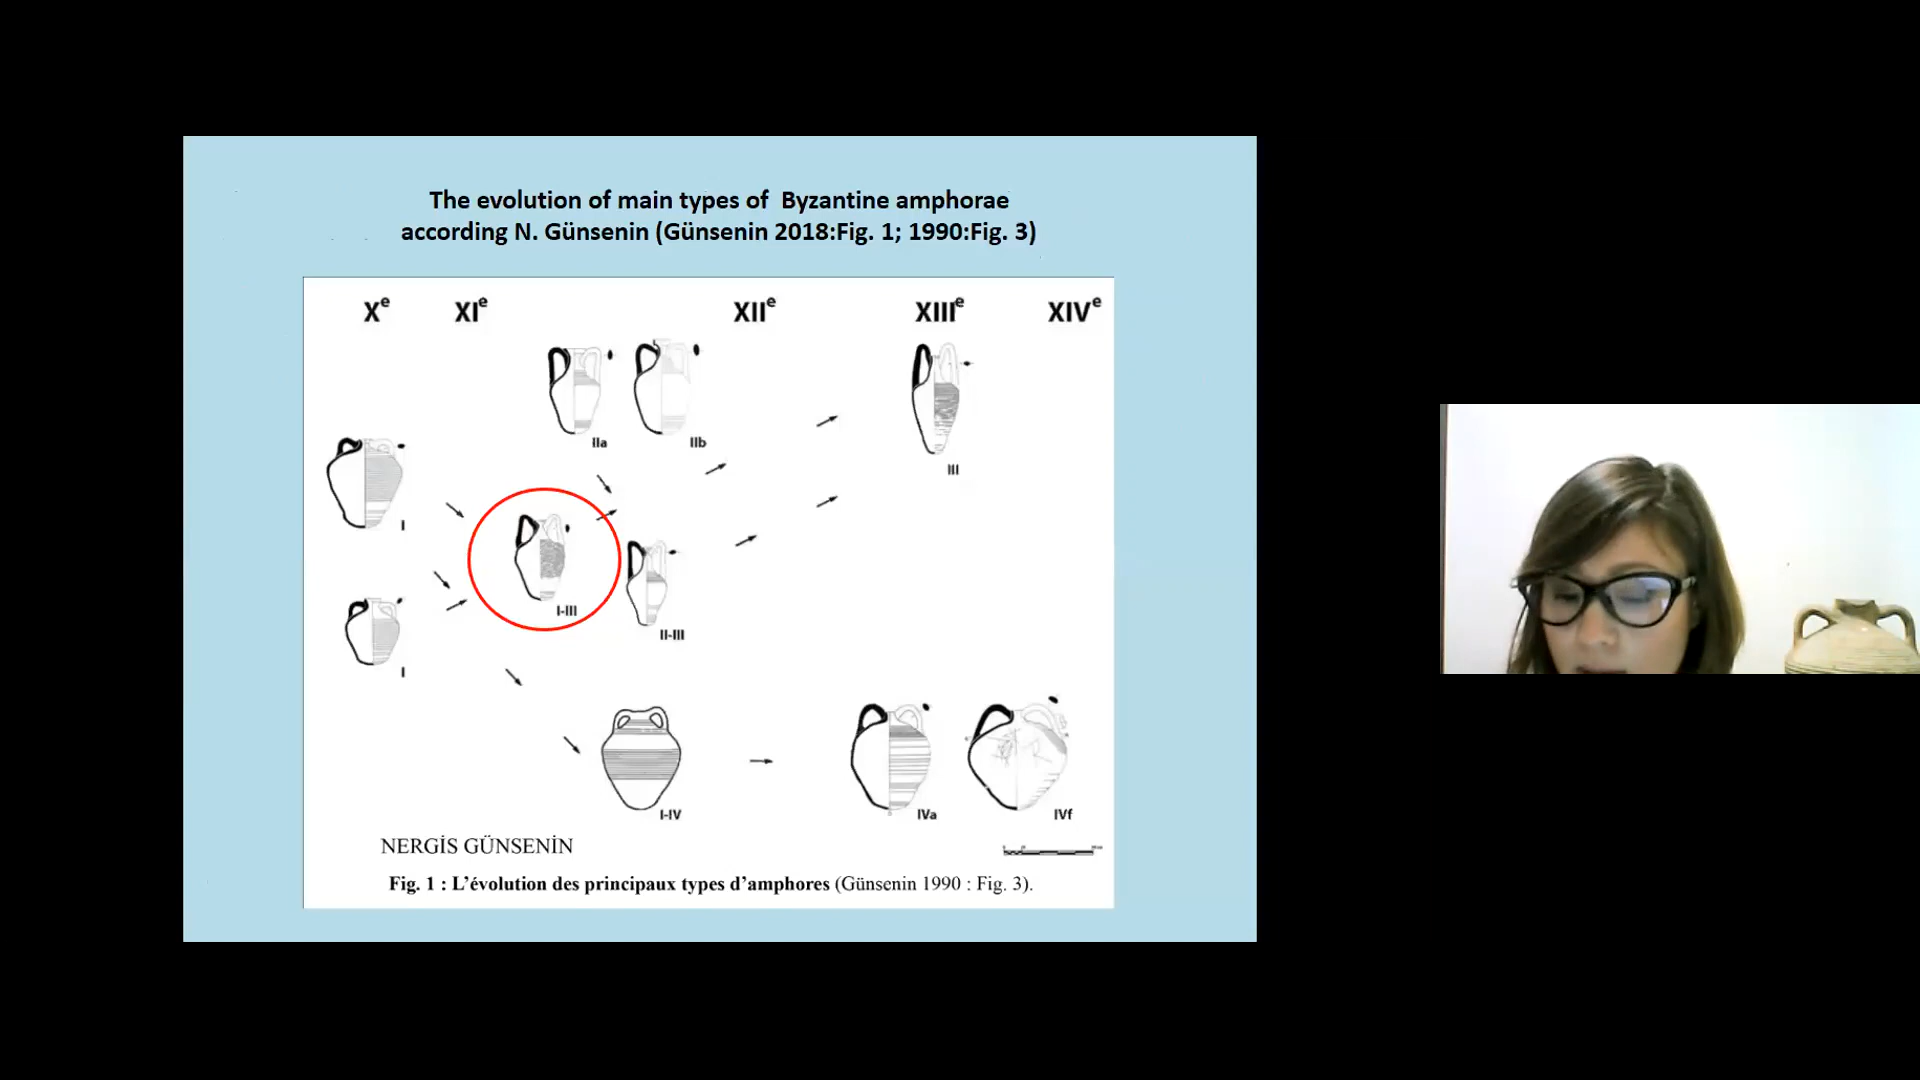 The evolution of main types of Byzantine amphorae
according N. Günsenin (Günsenin 2018:Fig. 1; 1990:Fig. 3)
Xe XIe XIIe XIIIe XIVe
IIa IIb
III
I
I-III
II-III
I
I-IV IVa IVf
NERGİS GÜNSENİN
Fig. 1 : L'évolution des principaux types d'amphores (Günsenin 1990 : Fig. 3).